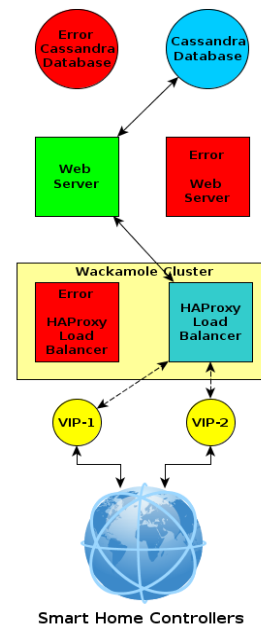 Error
Cassandra
Database
Cassandra
Database
Web
Server
Error
Web
Server
Wackamole Cluster
Error
HAProxy
Load
Balancer
HAProxy
Load
Balancer
VIP-1
VIP-2
Smart Home Controllers